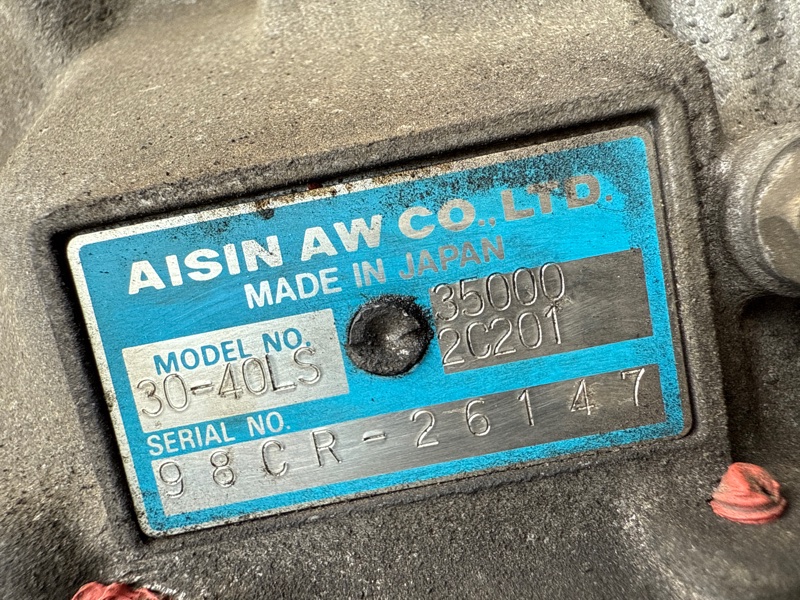 AISIN AW CO., LTD.
MADE IN JAPAN
35000
2C201
MODEL NO.
30-40LS
SERIAL NO.
98CR-26147